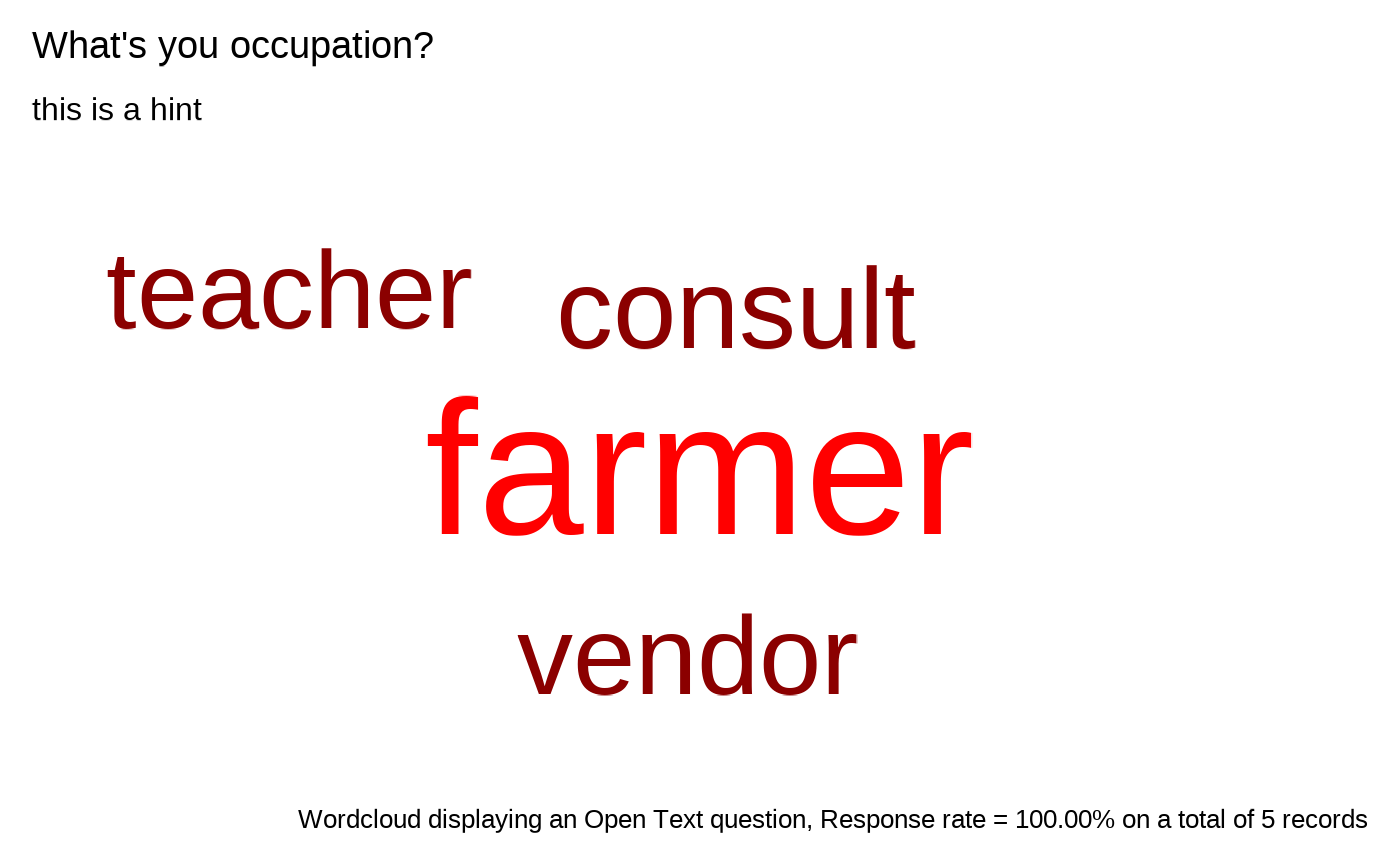 What's you occupation?
this is a hint
teacher
consult
farmer
vendor
Wordcloud displaying an Open Text question, Response rate = 100.00% on a total of 5 records